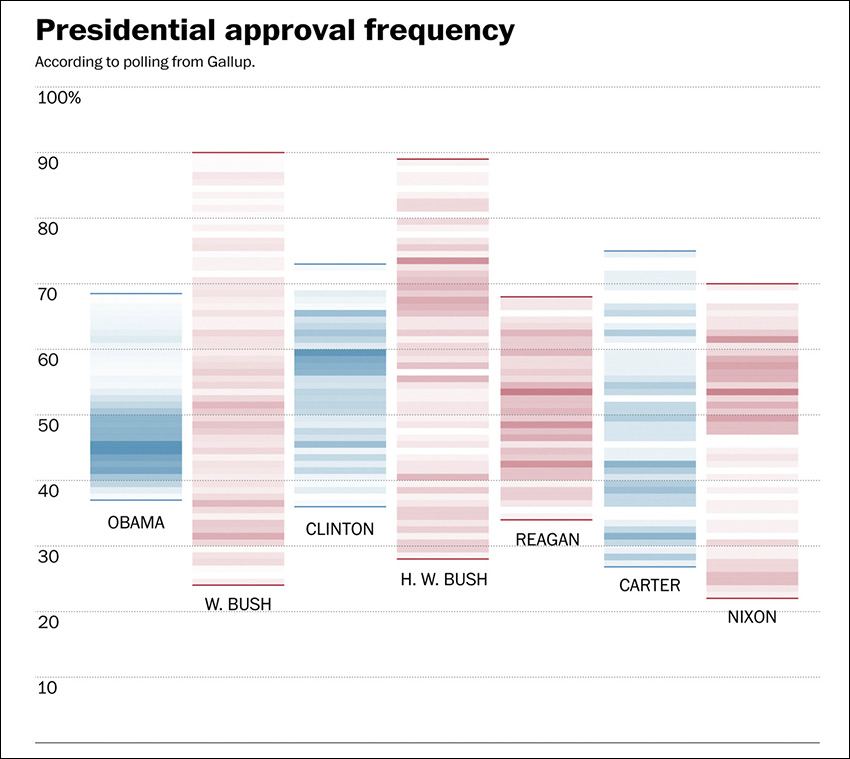 Presidential approval frequency
According to polling from Gallup.
100%
90
80
70
60
50
40
30
20
10
OBAMA
W. BUSH
CLINTON
H. W. BUSH
REAGAN
CARTER
NIXON